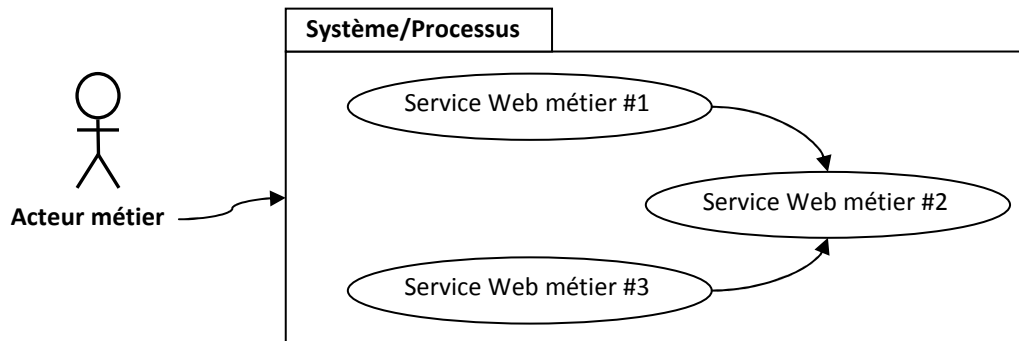 Système/Processus
Service Web métier #1
Service Web métier #2
Acteur métier
Service Web métier #3